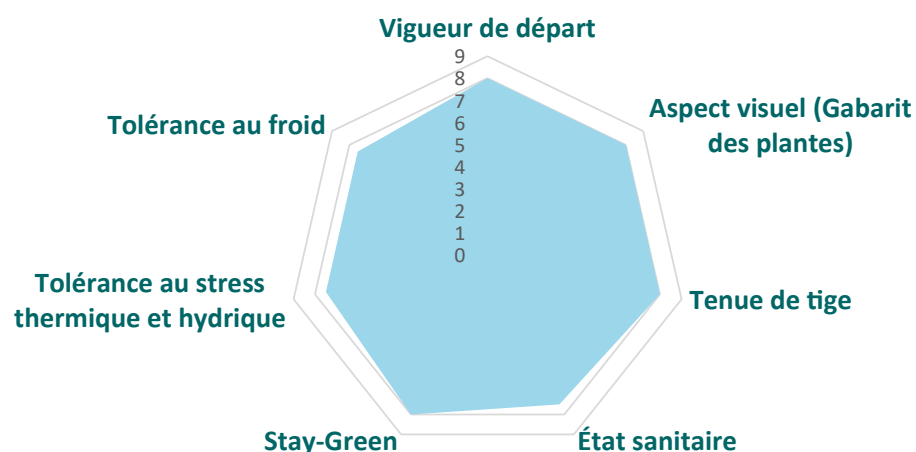 Vigueur de départ
9
8
7
6
5
4
3
2
1
0
Aspect visuel (Gabarit
des plantes)
Tenue de tige
État sanitaire
Stay-Green
Tolérance au stress
thermique et hydrique
Tolérance au froid